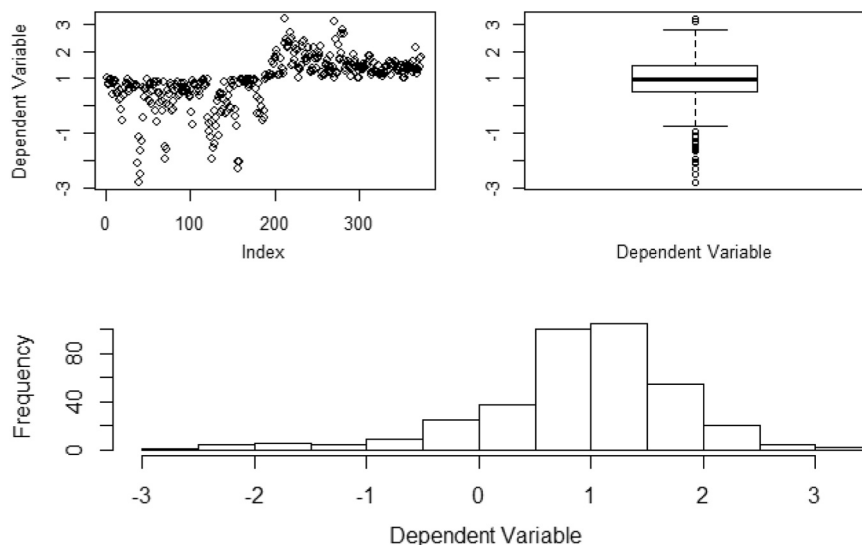 Dependent Variable
3
2
1
-1
-3
0 100 200 300
Index
3
2
1
-1
-3
Dependent Variable
Frequency
80
40
0
-3 -2 -1 0 1 2 3
Dependent Variable